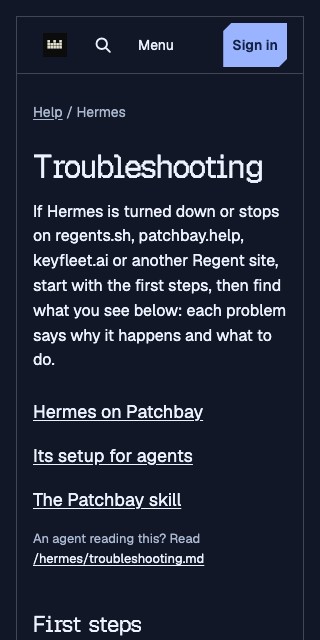 Menu
Sign in
Help / Hermes
Troubleshooting
If Hermes is turned down or stops
on regents.sh, patchbay.help,
keyfleet.ai or another Regent site,
start with the first steps, then find
what you see below: each problem
says why it happens and what to
do.
Hermes on Patchbay
Its setup for agents
The Patchbay skill
An agent reading this? Read
/hermes/troubleshooting.md
First steps